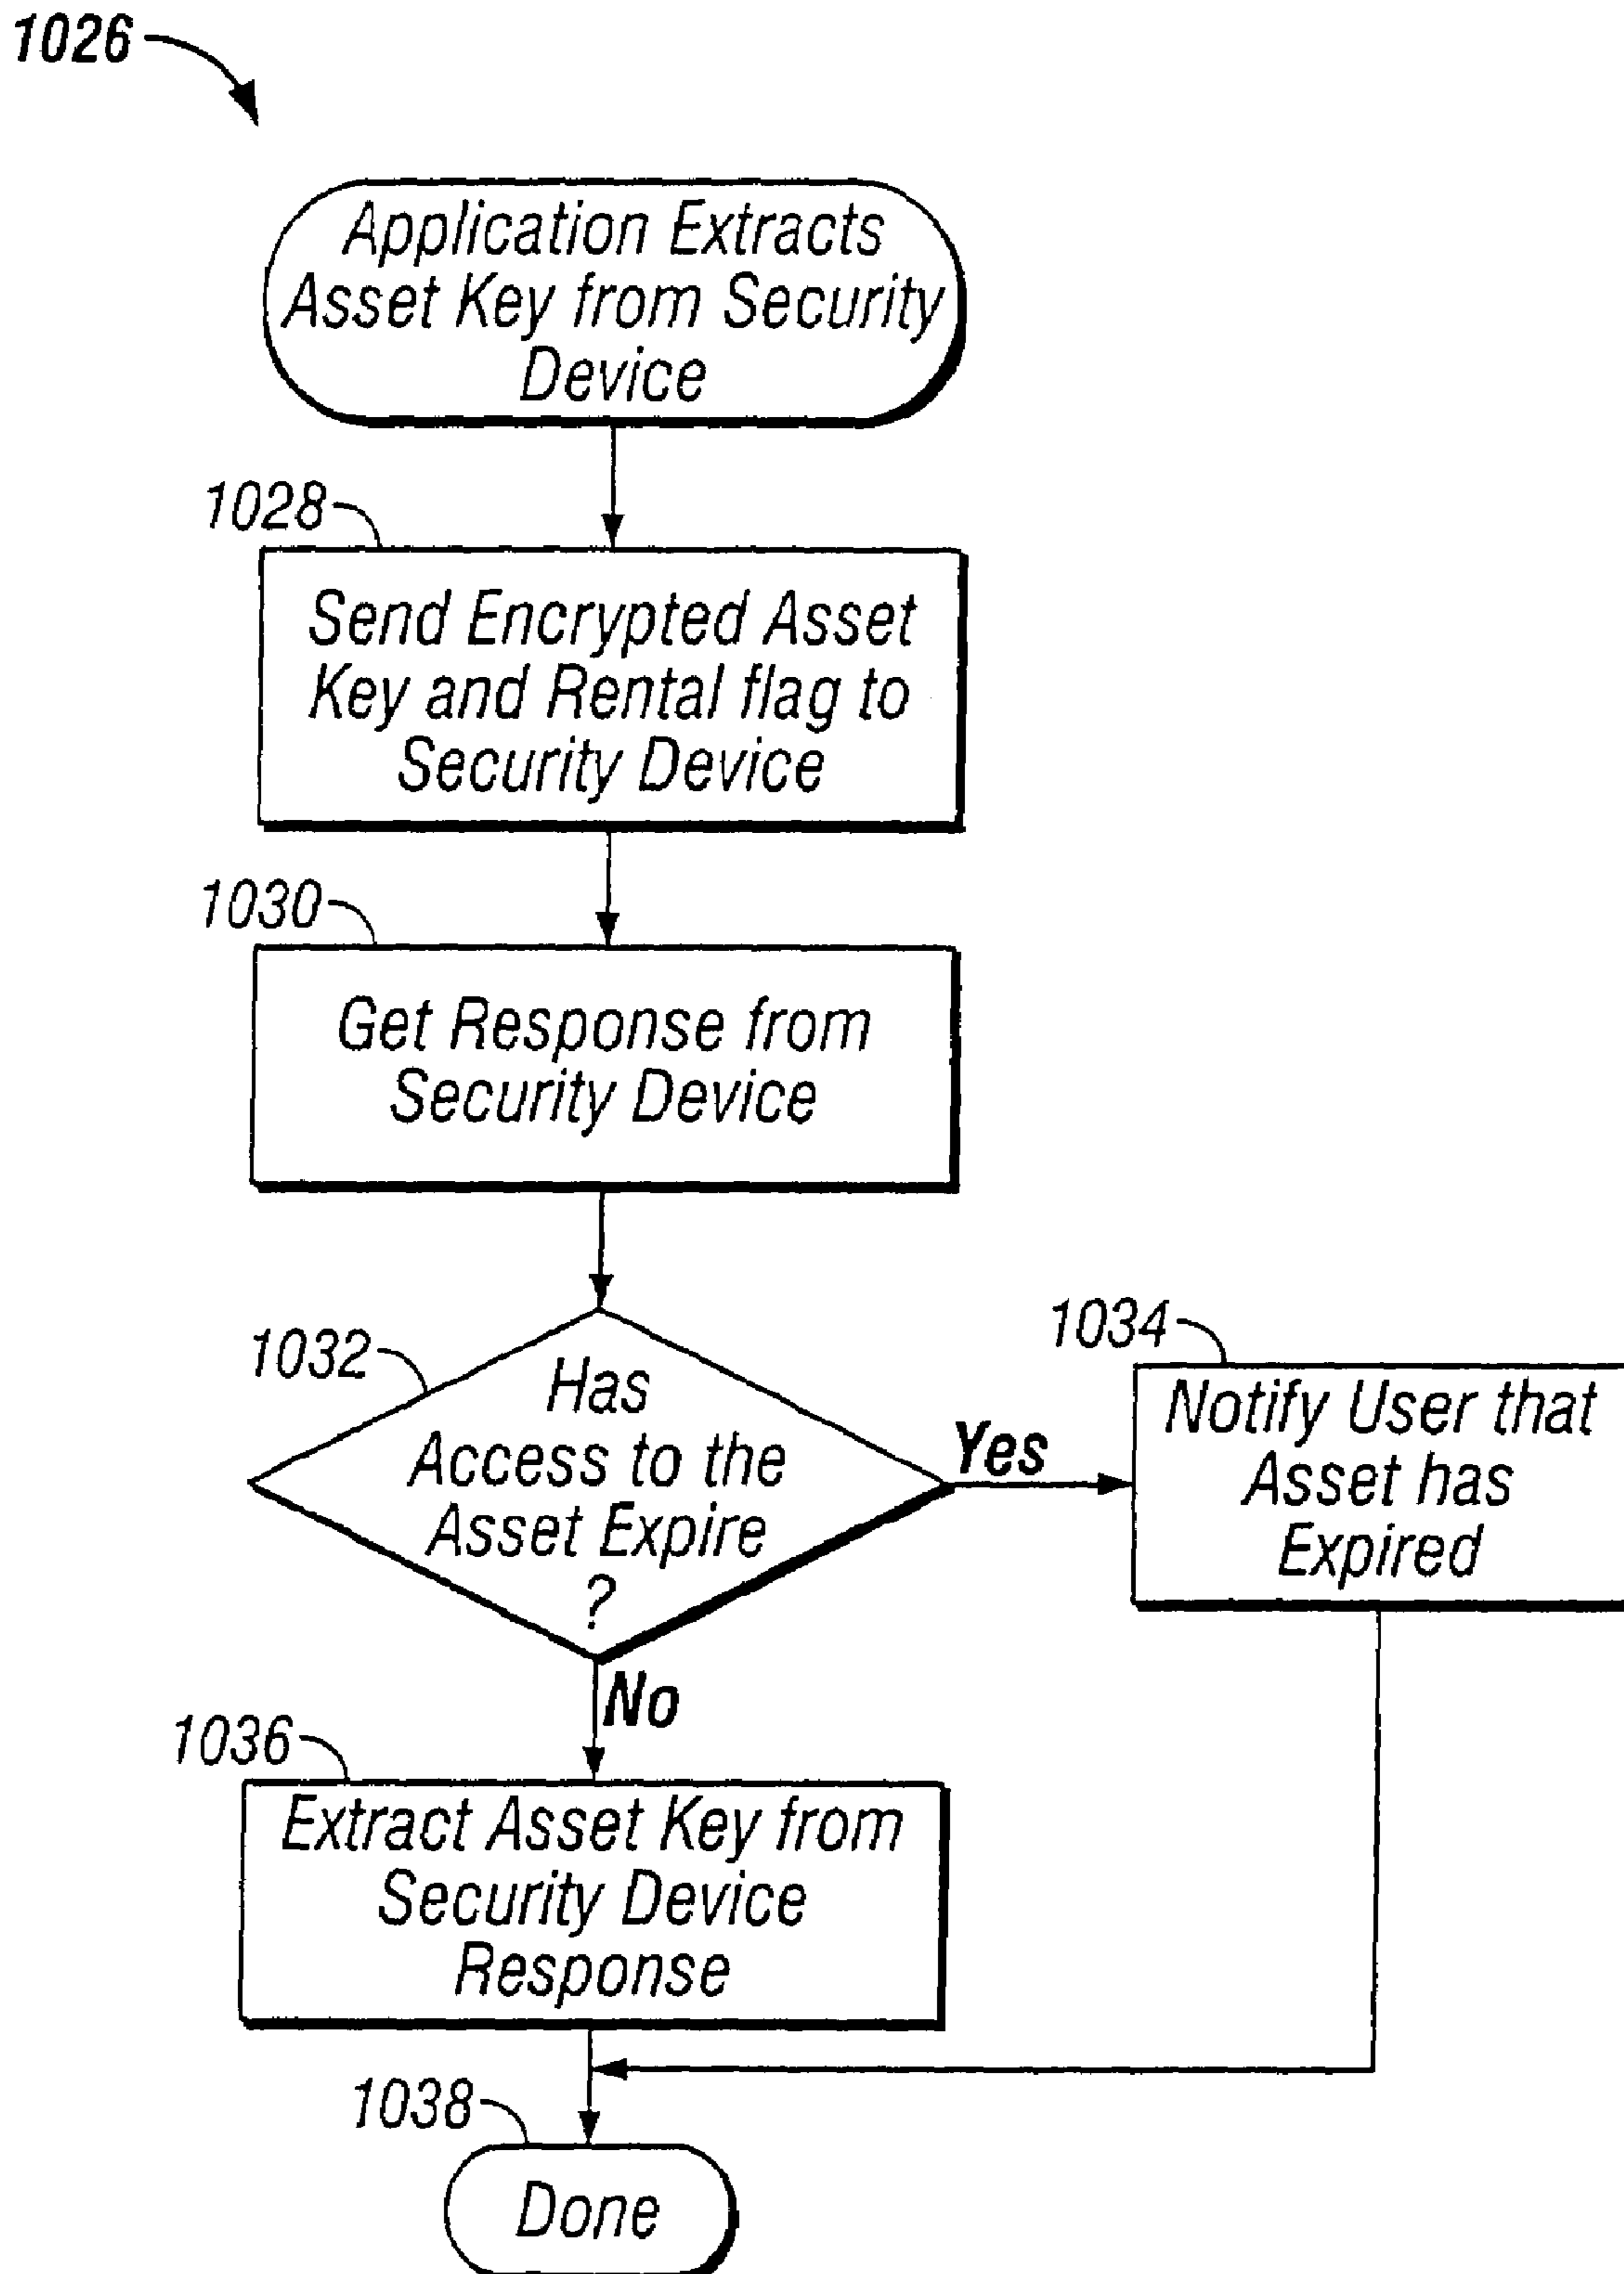 1026
Application Extracts
Asset Key from Security
Device
1028
Send Encrypted Asset
Key and Rental flag to
Security Device
1030
Get Response from
Security Device
1032
Has
Access to the
Asset Expire
?
Yes
1034
Notify User that
Asset has
Expired
No
1036
Extract Asset Key from
Security Device
Response
1038
Done